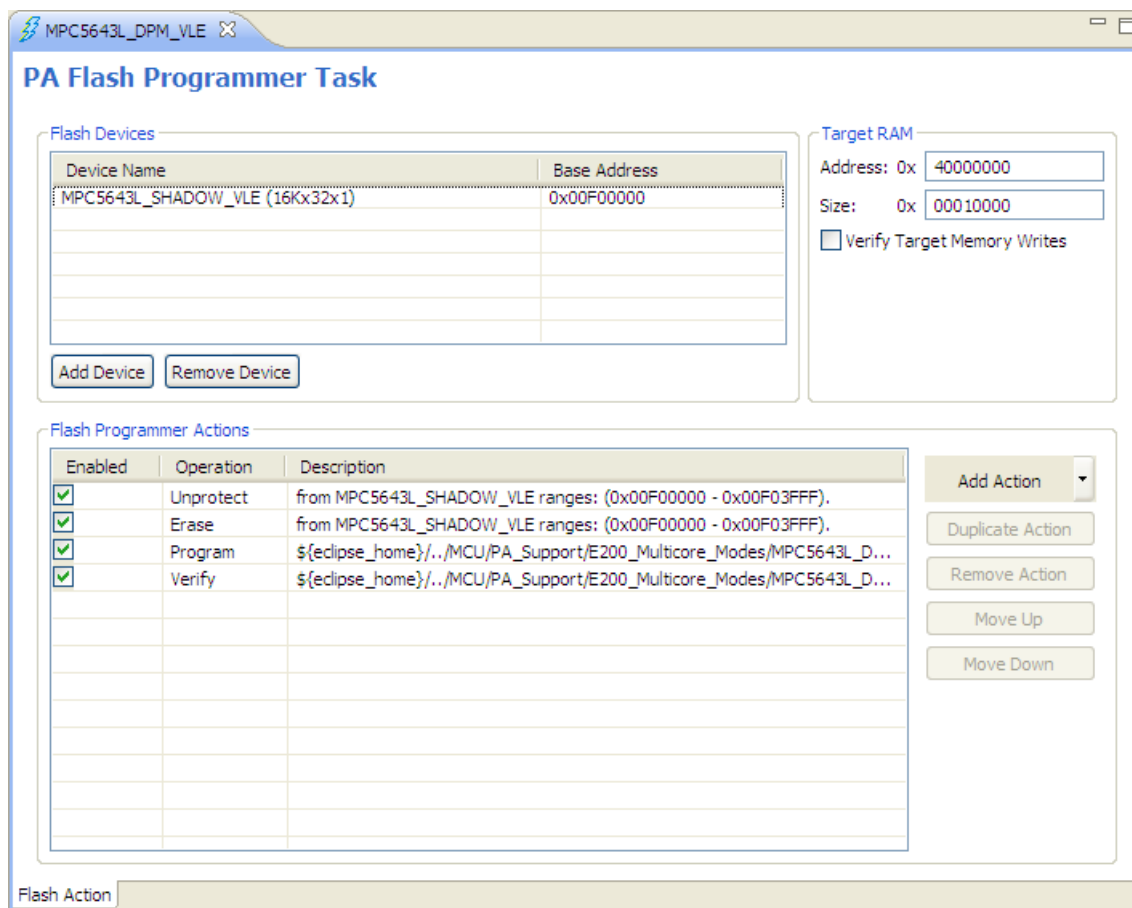 MPC5643L_DPM_VLE
PA Flash Programmer Task
Flash Devices
Device Name Base Address
MPC5643L_SHADOW_VLE (16Kx32x1) 0x00F00000
Add Device Remove Device
Target RAM
Address: 0x 40000000
Size: 0x 00010000
Verify Target Memory Writes
Flash Programmer Actions
Enabled Operation Description
Unprotect from MPC5643L_SHADOW_VLE ranges: (0x00F00000 - 0x00F03FFF).
Erase from MPC5643L_SHADOW_VLE ranges: (0x00F00000 - 0x00F03FFF).
Program ${eclipse_home}/../MCU/PA_Support/E200_Multicore_Modes/MPC5643L_D...
Verify ${eclipse_home}/../MCU/PA_Support/E200_Multicore_Modes/MPC5643L_D...
Add Action
Duplicate Action
Remove Action
Move Up
Move Down
Flash Action